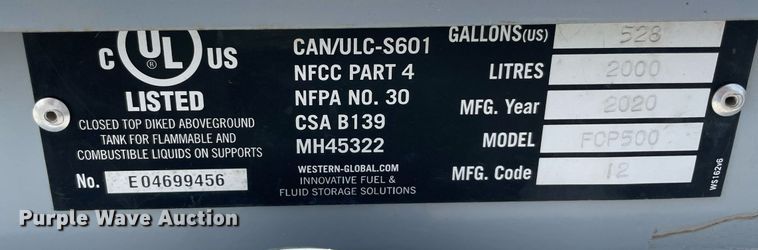 C UL US
®
LISTED
CLOSED TOP DIKED ABOVEGROUND
TANK FOR FLAMMABLE AND
COMBUSTIBLE LIQUIDS ON SUPPORTS
No. E04699456
CAN/ULC-S601
NFCC PART 4
NFPA NO. 30
CSA B139
MH45322
WESTERN-GLOBAL.COM
INNOVATIVE FUEL &
FLUID STORAGE SOLUTIONS
GALLONS(US) 528
LITRES 2000
MFG. Year 2020
MODEL FCP500
MFG. Code 12
WS162v6
Purple Wave Auction